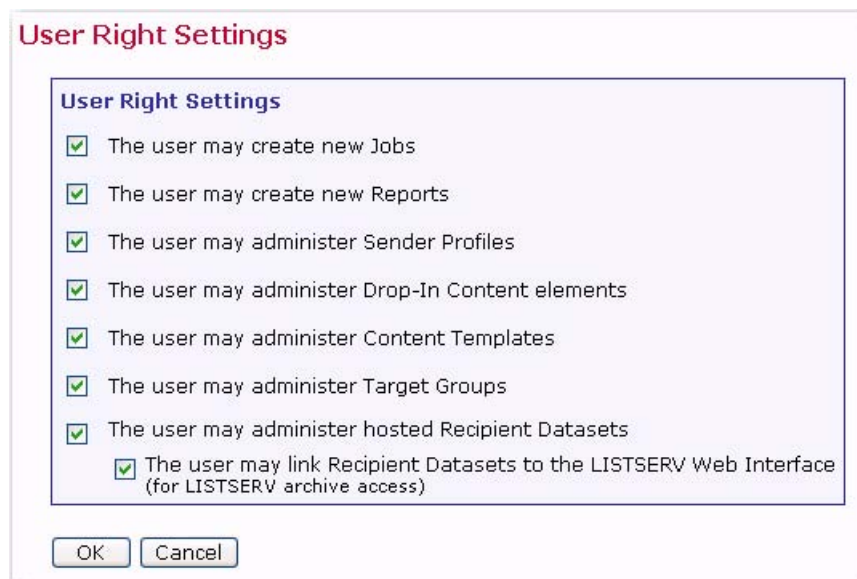 User Right Settings
User Right Settings
The user may create new Jobs
The user may create new Reports
The user may administer Sender Profiles
The user may administer Drop-In Content elements
The user may administer Content Templates
The user may administer Target Groups
The user may administer hosted Recipient Datasets
The user may link Recipient Datasets to the LISTSERV Web Interface
(for LISTSERV archive access)
OK Cancel